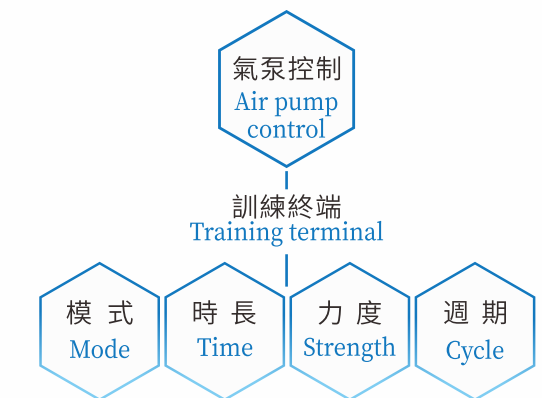 氣泵控制
Air pump
control
訓練終端
Training terminal
模式
Mode
時長
Time
力度
Strength
週期
Cycle